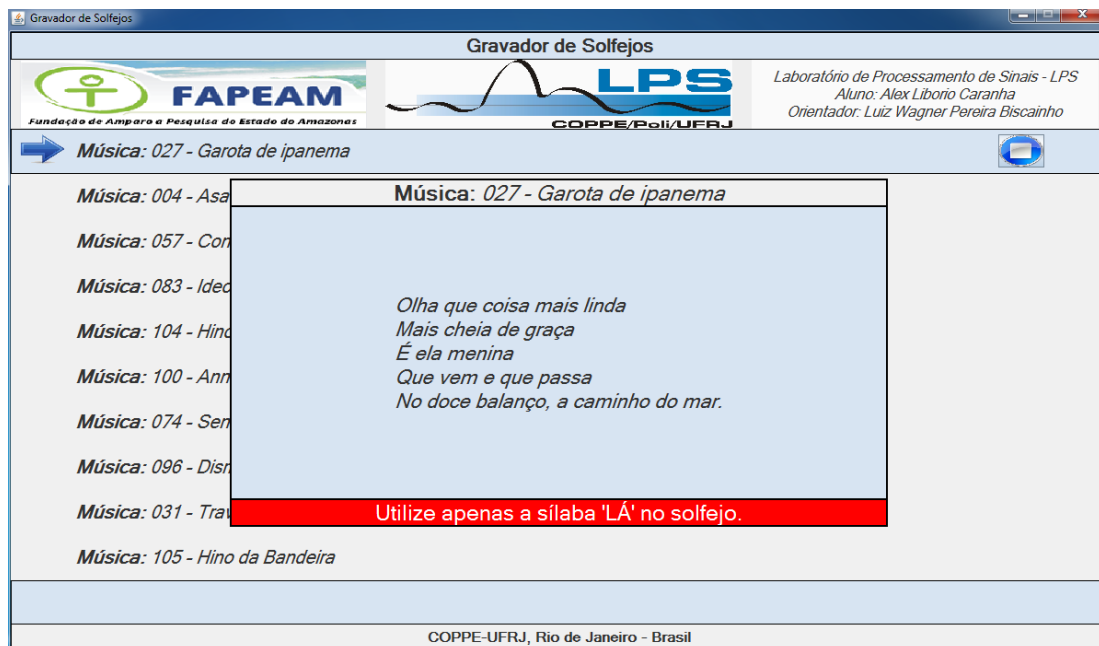 Gravador de Solfejos
Gravador de Solfejos
FAPEAM
Fundação de Amparo a Pesquisa do Estado do Amazonas
LPS
COPPE/Poli/UFRJ
Laboratório de Processamento de Sinais - LPS
Aluno: Alex Liborio Caranha
Orientador: Luiz Wagner Pereira Biscainho
Música: 027 - Garota de ipanema
Música: 004 - Asa
Música: 057 - Con
Música: 083 - Ideo
Música: 104 - Hino
Música: 100 - Ann
Música: 074 - Sen
Música: 096 - Disn
Música: 031 - Trav
Música: 105 - Hino da Bandeira
Música: 027 - Garota de ipanema
Olha que coisa mais linda
Mais cheia de graça
É ela menina
Que vem e que passa
No doce balanço, a caminho do mar.
Utilize apenas a sílaba 'LÁ' no solfejo.
COPPE-UFRJ, Rio de Janeiro - Brasil